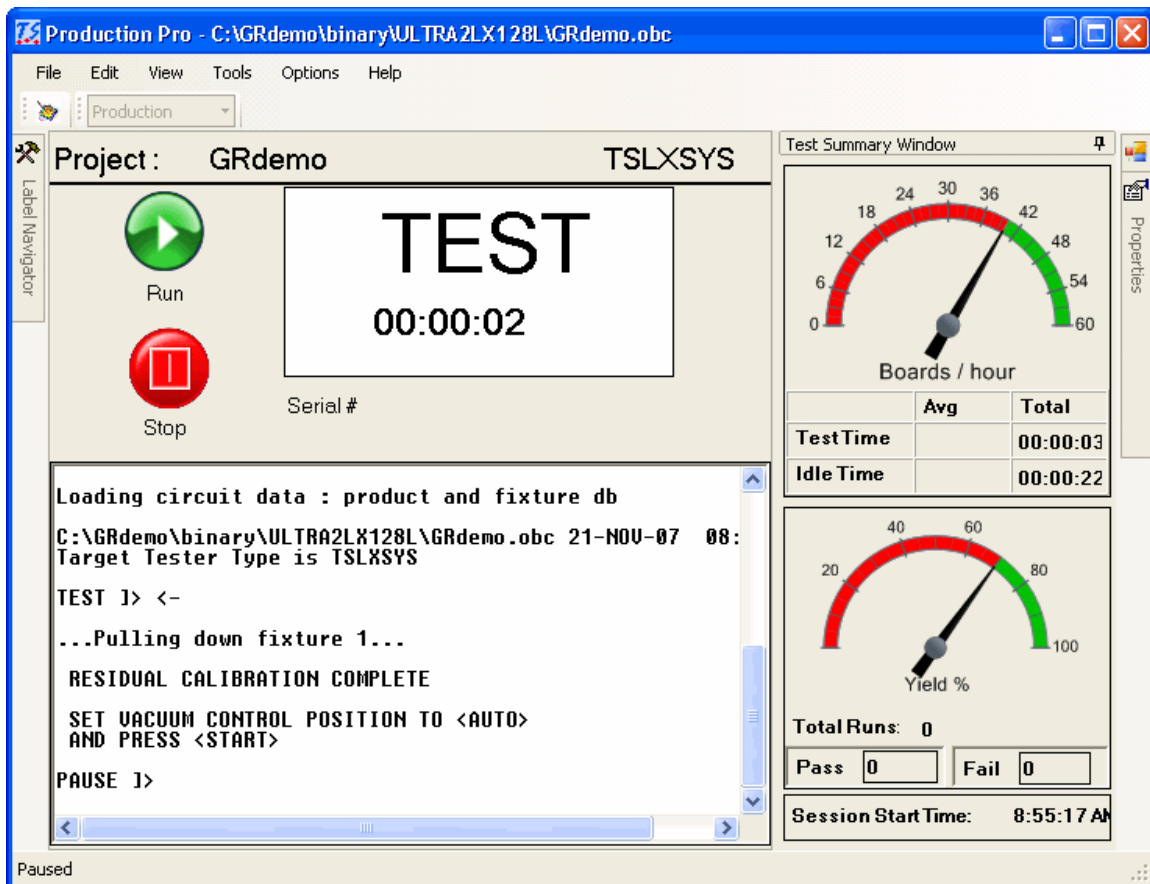 Production Pro - C:\GRdemo\binary\ULTRA2LX128L\GRdemo.obc
File Edit View Tools Options Help
Production
Label Navigator
Project : GRdemo TSLXSYS
Run
TEST
00:00:02
Stop
Serial #
Loading circuit data : product and fixture db
C:\GRdemo\binary\ULTRA2LX128L\GRdemo.obc 21-NOV-07 08:
Target Tester Type is TSLXSYS
TEST ]> <-
...Pulling down fixture 1...
RESIDUAL CALIBRATION COMPLETE
SET VACUUM CONTROL POSITION TO <AUTO>
AND PRESS <START>
PAUSE ]>
Test Summary Window
0 6 12 18 24 30 36 42 48 54 60
Boards / hour
Avg Total
Test Time 00:00:03
Idle Time 00:00:22
20 40 60 80 100
Yield %
Total Runs: 0
Pass 0 Fail 0
Session Start Time: 8:55:17 AM
Properties
Paused